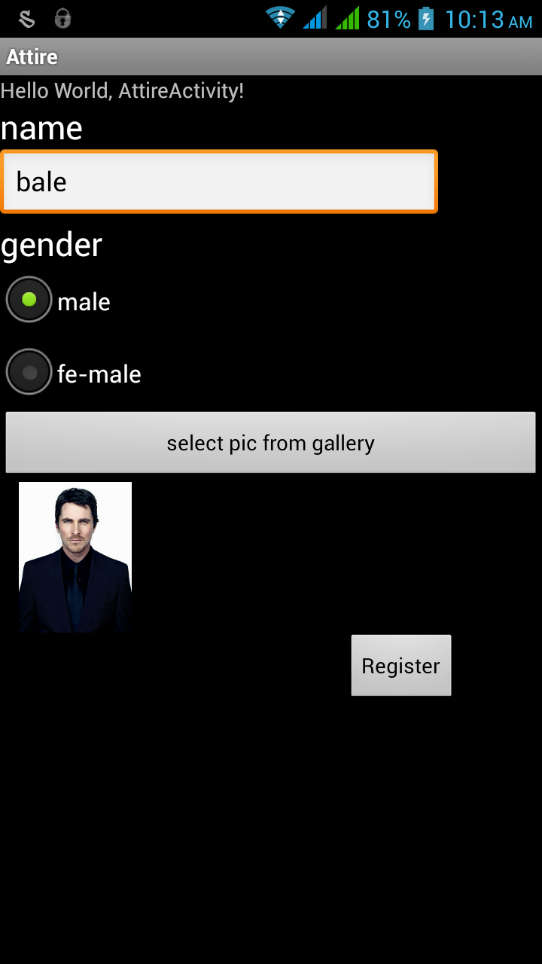 81% 10:13 AM
Attire
Hello World, AttireActivity!
name
bale
gender
male
fe-male
select pic from gallery
Register